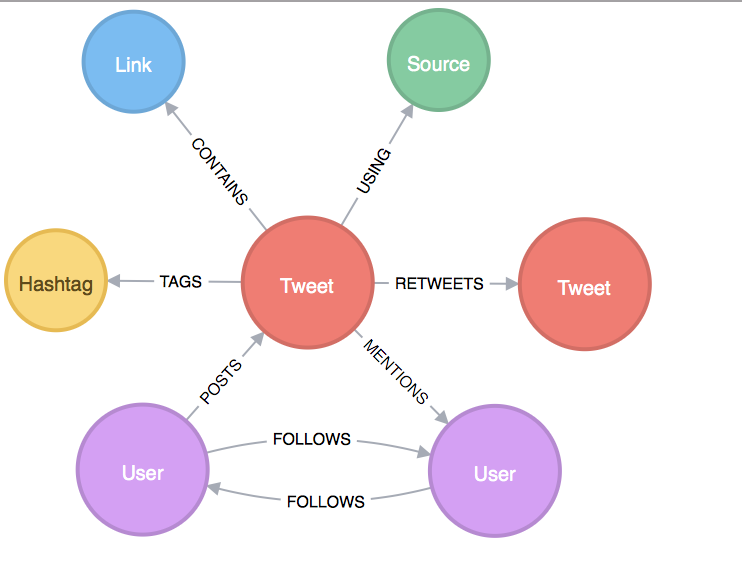 Link
Source
CONTAINS
USING
Hashtag
TAGS
Tweet
RETWEETS
Tweet
POSTS
MENTIONS
User
FOLLOWS
User
FOLLOWS